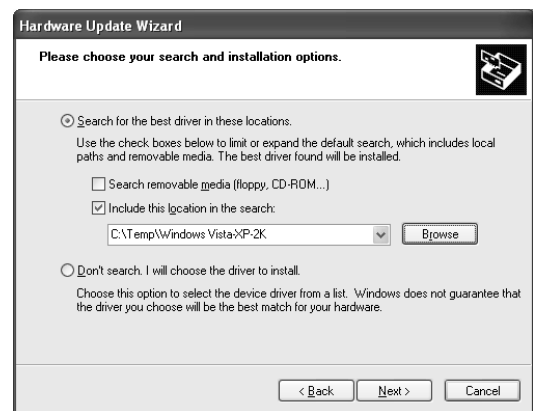 Hardware Update Wizard
Please choose your search and installation options.
Search for the best driver in these locations.
Use the check boxes below to limit or expand the default search, which includes local
paths and removable media. The best driver found will be installed.
Search removable media (floppy, CD-ROM...)
Include this location in the search:
C:\Temp\Windows Vista-XP-2K
Browse
Don't search. I will choose the driver to install.
Choose this option to select the device driver from a list. Windows does not guarantee that
the driver you choose will be the best match for your hardware.
< Back Next > Cancel